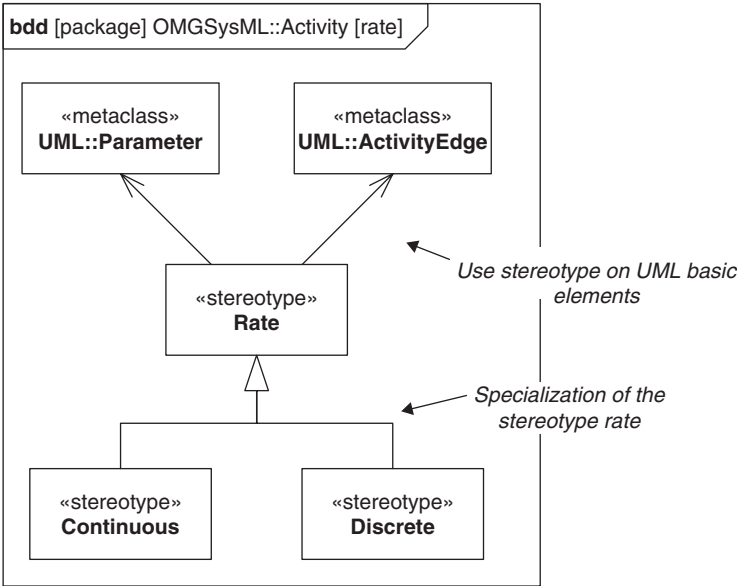 bdd [package] OMGSysML::Activity [rate]
«metaclass»
UML::Parameter
«metaclass»
UML::ActivityEdge
Use stereotype on UML basic
elements
«stereotype»
Rate
Specialization of the
stereotype rate
«stereotype»
Continuous
«stereotype»
Discrete